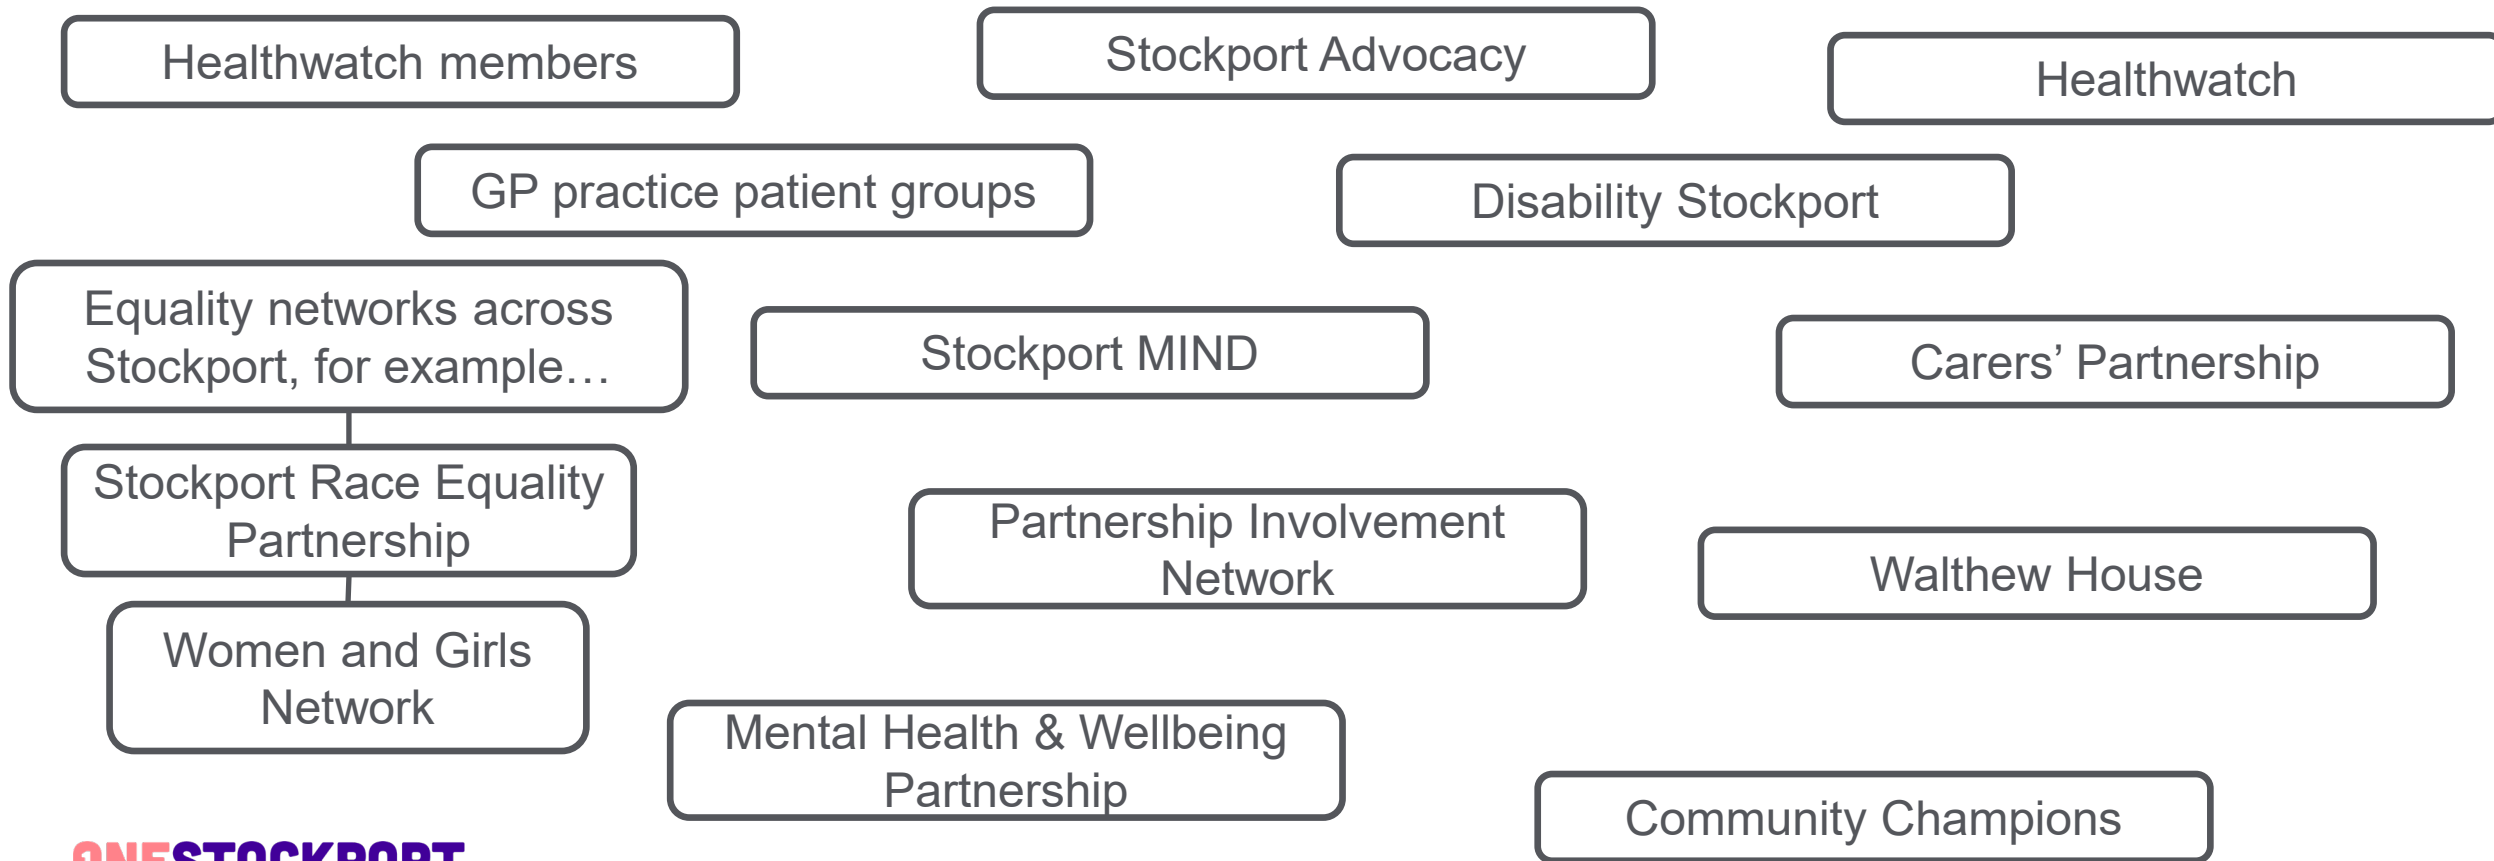 Healthwatch members
Stockport Advocacy
Healthwatch
GP practice patient groups
Disability Stockport
Equality networks across
Stockport, for example…
Stockport MIND
Carers’ Partnership
Stockport Race Equality
Partnership
Partnership Involvement
Network
Walthew House
Women and Girls
Network
Mental Health & Wellbeing
Partnership
Community Champions
ONESTOCKPORT